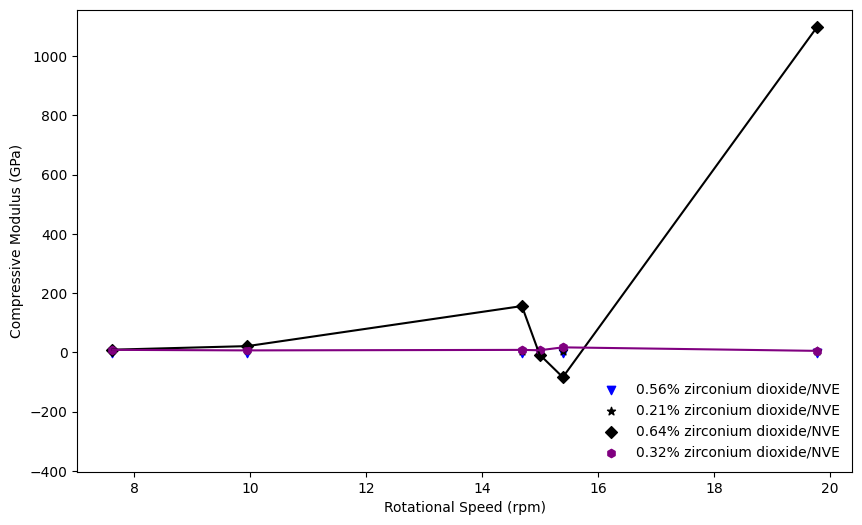 1000
800
600
400
200
0
−200
−400
Compressive Modulus (GPa)
8
10
12
14
16
18
20
Rotational Speed (rpm)
0.56% zirconium dioxide/NVE
0.21% zirconium dioxide/NVE
0.64% zirconium dioxide/NVE
0.32% zirconium dioxide/NVE